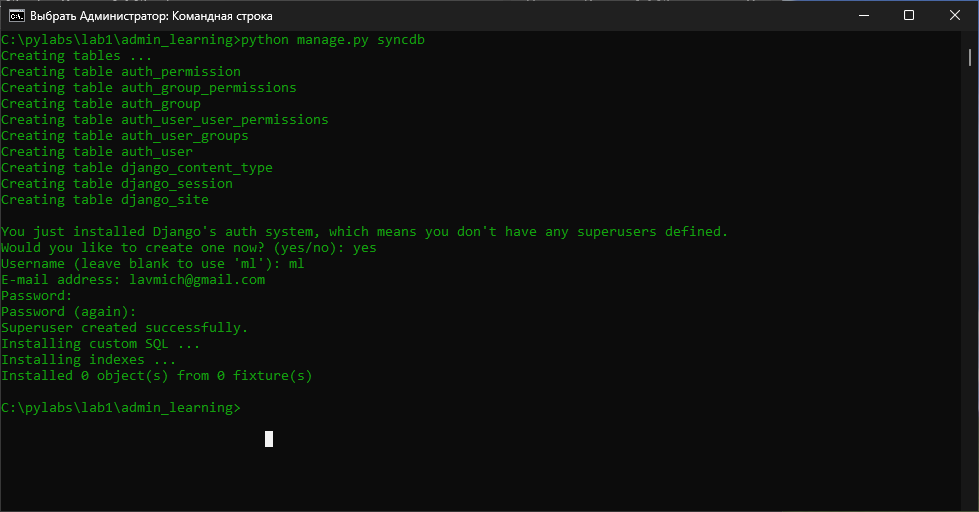 Выбрать Администратор: Командная строка
C:\pylabs\lab1\admin_learning>python manage.py syncdb
Creating tables ...
Creating table auth_permission
Creating table auth_group_permissions
Creating table auth_group
Creating table auth_user_user_permissions
Creating table auth_user_groups
Creating table auth_user
Creating table django_content_type
Creating table django_session
Creating table django_site
You just installed Django's auth system, which means you don't have any superusers defined.
Would you like to create one now? (yes/no): yes
Username (leave blank to use 'ml'): ml
E-mail address: lavmich@gmail.com
Password:
Password (again):
Superuser created successfully.
Installing custom SQL ...
Installing indexes ...
Installed 0 object(s) from 0 fixture(s)
C:\pylabs\lab1\admin_learning>